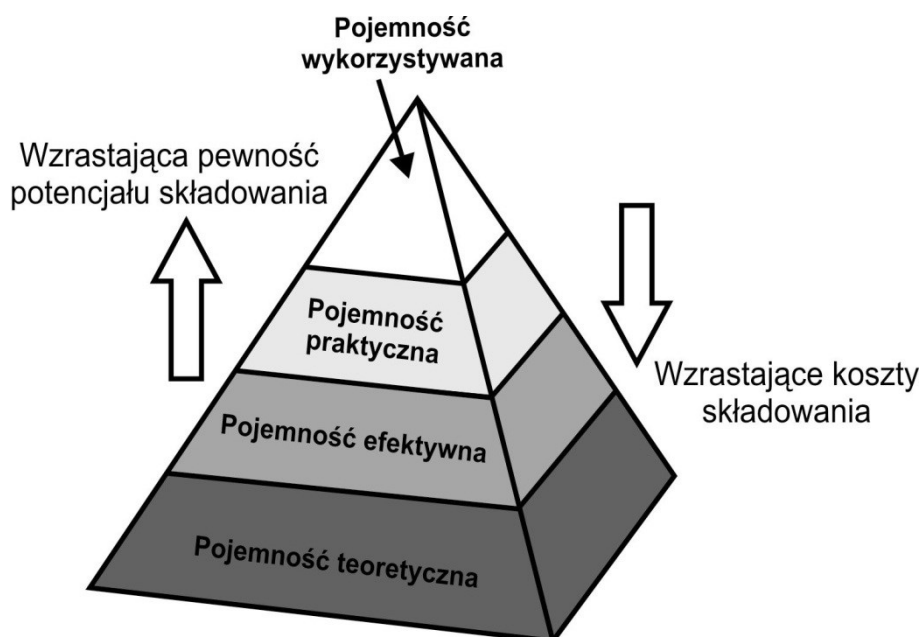 Pojemność
wykorzystywana
Wzrastająca pewność
potencjału składowania
Pojemność
praktyczna
Wzrastające koszty
składowania
Pojemność efektywna
Pojemność teoretyczna